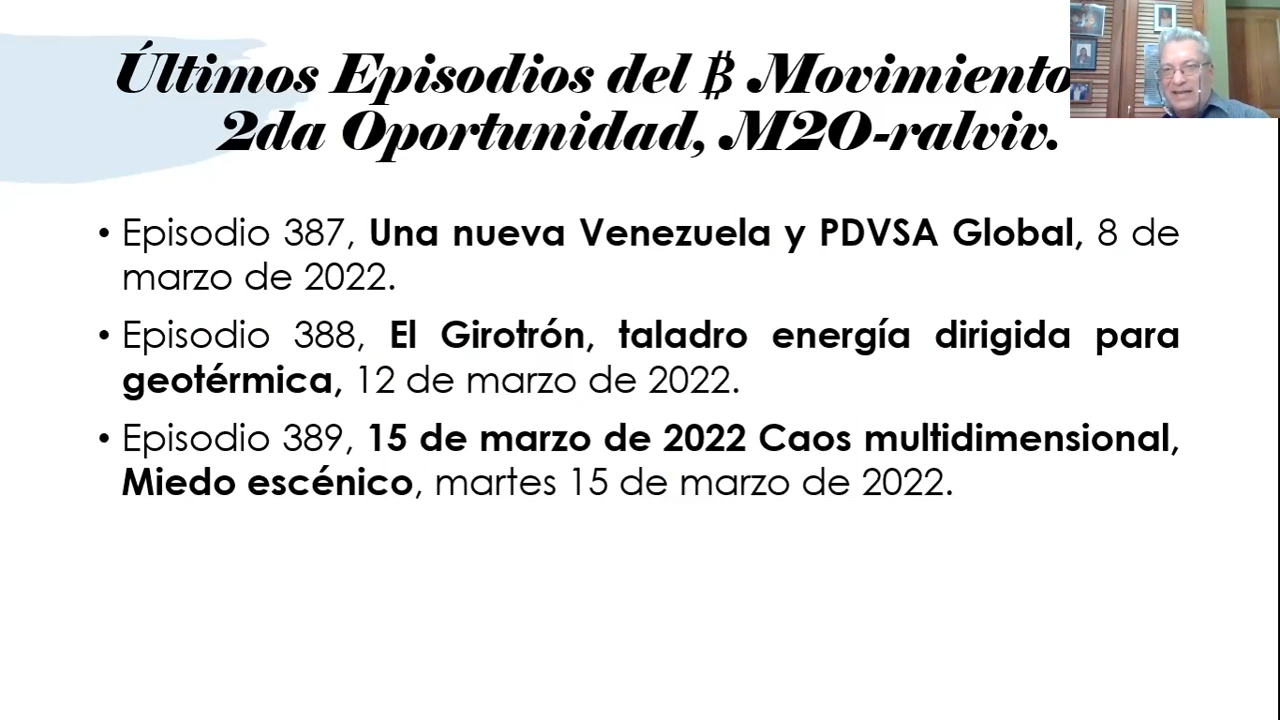 Últimos Episodios del ₿ Movimiento
2da Oportunidad, M2O-ralviv.
• Episodio 387, Una nueva Venezuela y PDVSA Global, 8 de
marzo de 2022.
• Episodio 388, El Girotrón, taladro energía dirigida para
geotérmica, 12 de marzo de 2022.
• Episodio 389, 15 de marzo de 2022 Caos multidimensional,
Miedo escénico, martes 15 de marzo de 2022.